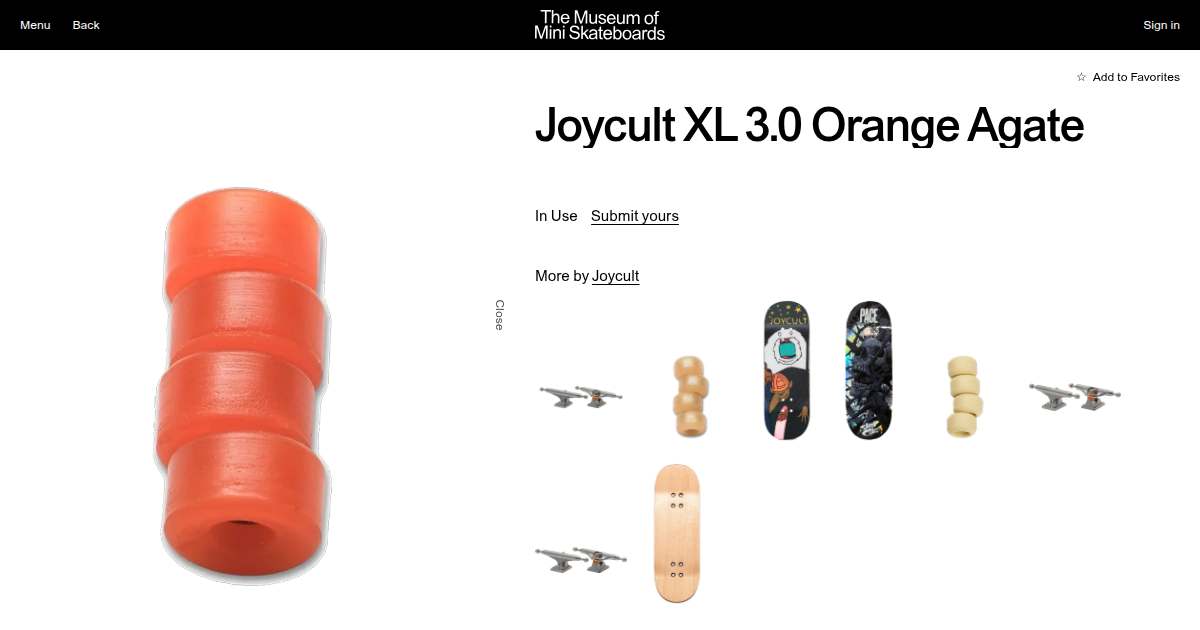 Menu
Back
The Museum of
Mini Skateboards
Sign in
☆ Add to Favorites
Joycult XL 3.0 Orange Agate
In Use Submit yours
More by Joycult
Close
JOYCULT
PACE